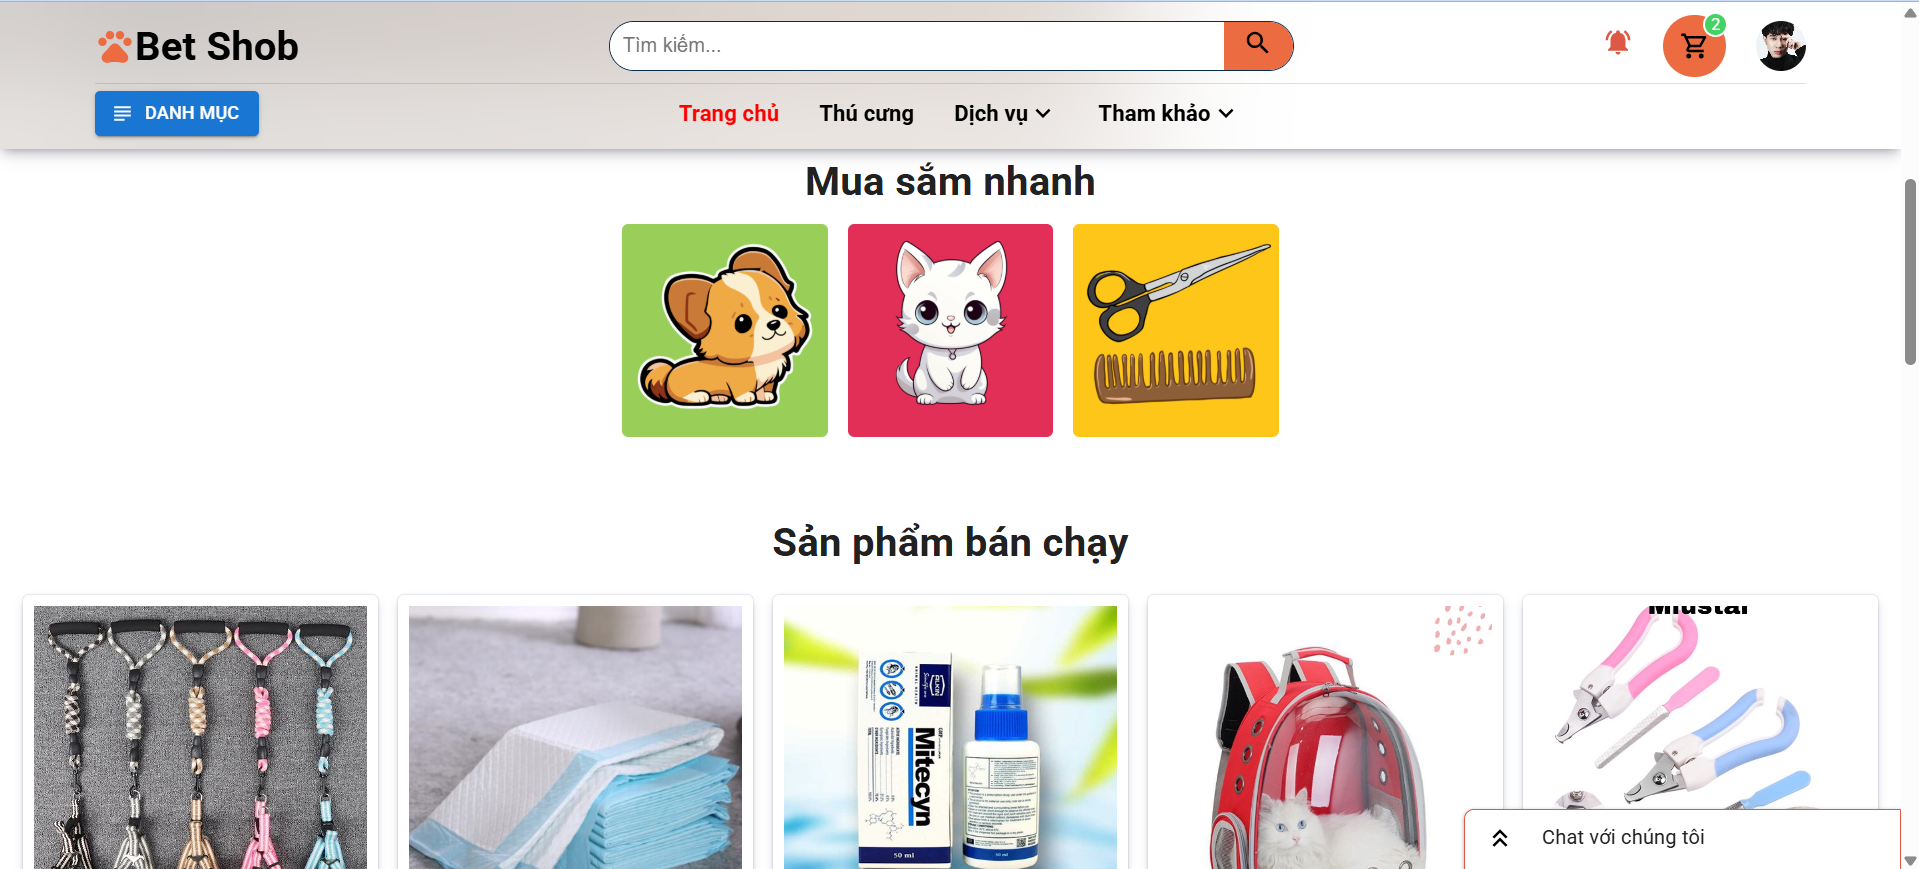 Bet Shob
Tìm kiếm...
2
DANH MỤC
Trang chủ
Thú cưng
Dịch vụ
Tham khảo
Mua sắm nhanh
Sản phẩm bán chạy
Mitecyn
50 ml
Chat với chúng tôi